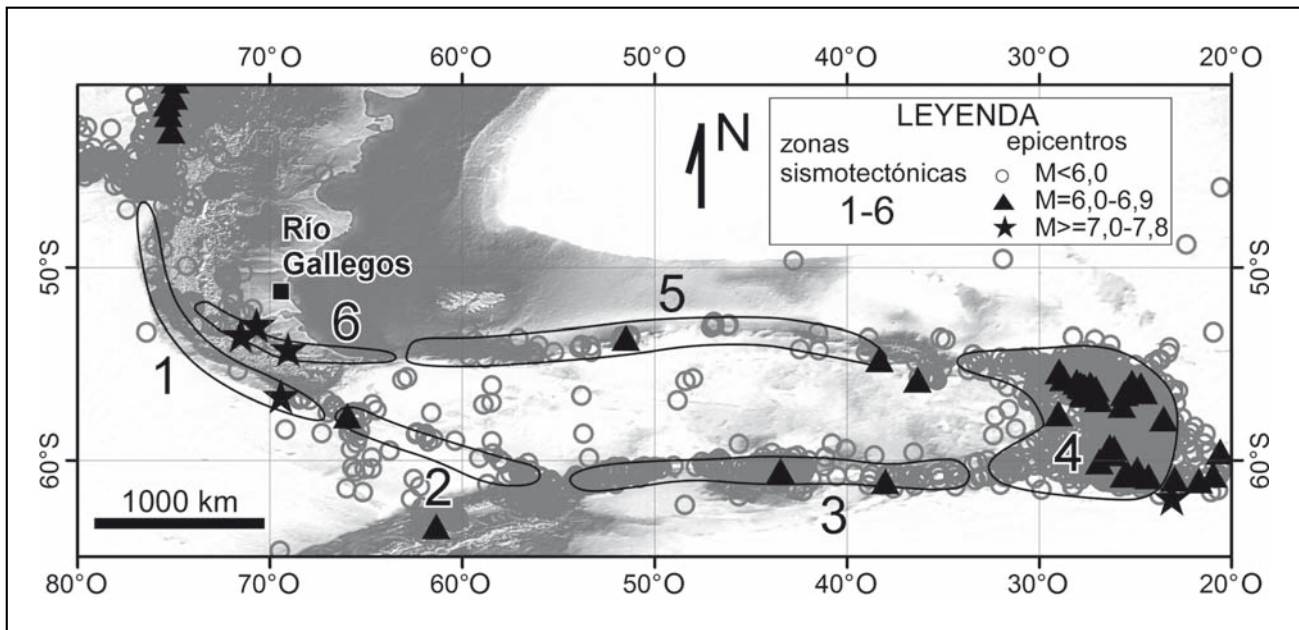 70°O 60°O 50°O 40°O 30°O 20°O
LEYENDA
zonas
sismotectónicas
1-6
epicentros
M<6,0
M=6,0-6,9
M>=7,0-7,8
N
Río
Gallegos
50°S
50°S
5
6
1
4
60°S
60°S
2
3
1000 km
80°O 70°O 60°O 50°O 40°O 30°O 20°O